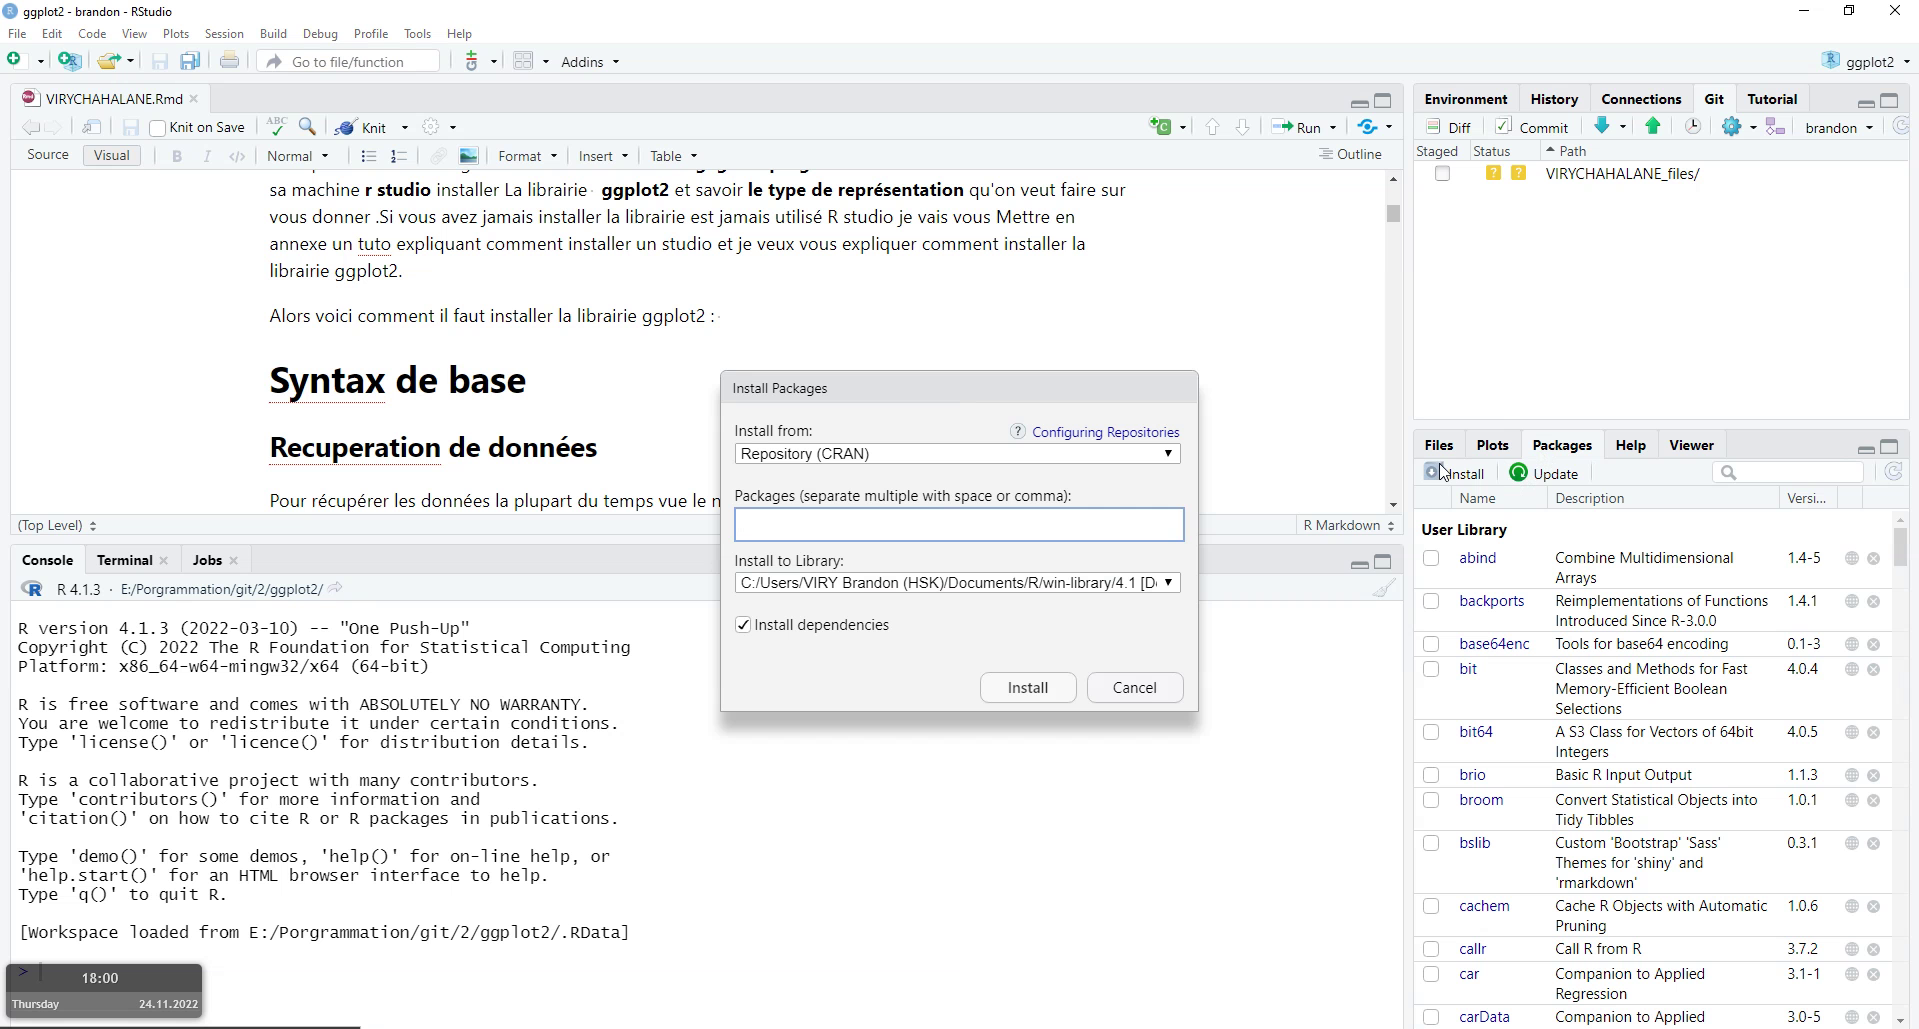 ggplot2 - brandon - RStudio
File Edit Code View Plots Session Build Debug Profile Tools Help
Go to file/function Addins ggplot2
VIRYCHAHALANE.Rmd
Knit on Save ABC Knit Run
Source Visual B I </> Normal Format Insert Table Outline
sa machine r studio installer La librairie ggplot2 et savoir le type de représentation qu'on veut faire sur
vous donner .Si vous avez jamais installer la librairie est jamais utilisé R studio je vais vous Mettre en
annexe un tuto expliquant comment installer un studio et je veux vous expliquer comment installer la
librairie ggplot2.
Alors voici comment il faut installer la librairie ggplot2 :
Syntax de base
Recuperation de données
Pour récupérer les données la plupart du temps vue le n
(Top Level) R Markdown
Install Packages
Install from: ? Configuring Repositories
Repository (CRAN)
Packages (separate multiple with space or comma):
Install to Library:
C:/Users/VIRY Brandon (HSK)/Documents/R/win-library/4.1 [D
Install dependencies
Install Cancel
Console Terminal Jobs
R 4.1.3 · E:/Porgrammation/git/2/ggplot2/
R version 4.1.3 (2022-03-10) -- "One Push-Up"
Copyright (C) 2022 The R Foundation for Statistical Computing
Platform: x86_64-w64-mingw32/x64 (64-bit)
R is free software and comes with ABSOLUTELY NO WARRANTY.
You are welcome to redistribute it under certain conditions.
Type 'license()' or 'licence()' for distribution details.
R is a collaborative project with many contributors.
Type 'contributors()' for more information and
'citation()' on how to cite R or R packages in publications.
Type 'demo()' for some demos, 'help()' for on-line help, or
'help.start()' for an HTML browser interface to help.
Type 'q()' to quit R.
[Workspace loaded from E:/Porgrammation/git/2/ggplot2/.RData]
>
18:00
Thursday 24.11.2022
Environment History Connections Git Tutorial
Diff Commit brandon
Staged Status Path
? ? VIRYCHAHALANE_files/
Files Plots Packages Help Viewer
Install Update
Name Description Versi...
User Library
abind Combine Multidimensional 1.4-5
Arrays
backports Reimplementations of Functions 1.4.1
Introduced Since R-3.0.0
base64enc Tools for base64 encoding 0.1-3
bit Classes and Methods for Fast 4.0.4
Memory-Efficient Boolean
Selections
bit64 A S3 Class for Vectors of 64bit 4.0.5
Integers
brio Basic R Input Output 1.1.3
broom Convert Statistical Objects into 1.0.1
Tidy Tibbles
bslib Custom 'Bootstrap' 'Sass' 0.3.1
Themes for 'shiny' and
'rmarkdown'
cachem Cache R Objects with Automatic 1.0.6
Pruning
callr Call R from R 3.7.2
car Companion to Applied 3.1-1
Regression
carData Companion to Applied 3.0-5